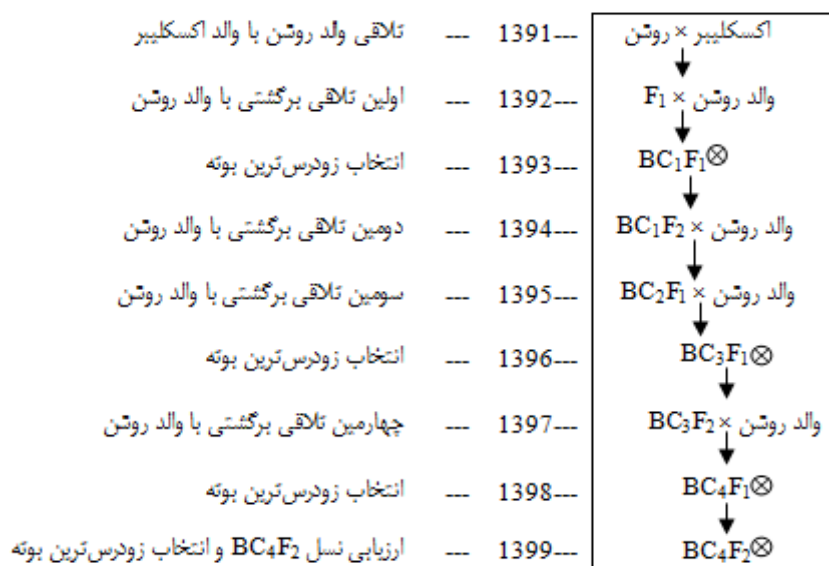 اکسکلیبر × روشن ---1391 --- تلاقی والد روشن با والد اکسکلیبر
والد روشن × F1 ---1392 --- اولین تلاقی برگشتی با والد روشن
BC1F1⊗ ---1393 --- انتخاب زودرس‌ترین بوته
والد روشن × BC1F2 ---1394 --- دومین تلاقی برگشتی با والد روشن
والد روشن × BC2F1 ---1395 --- سومین تلاقی برگشتی با والد روشن
BC3F1⊗ ---1396 --- انتخاب زودرس‌ترین بوته
والد روشن × BC3F2 ---1397 --- چهارمین تلاقی برگشتی با والد روشن
BC4F1⊗ ---1398 --- انتخاب زودرس‌ترین بوته
BC4F2⊗ ---1399 --- ارزیابی نسل BC4F2 و انتخاب زودرس‌ترین بوته